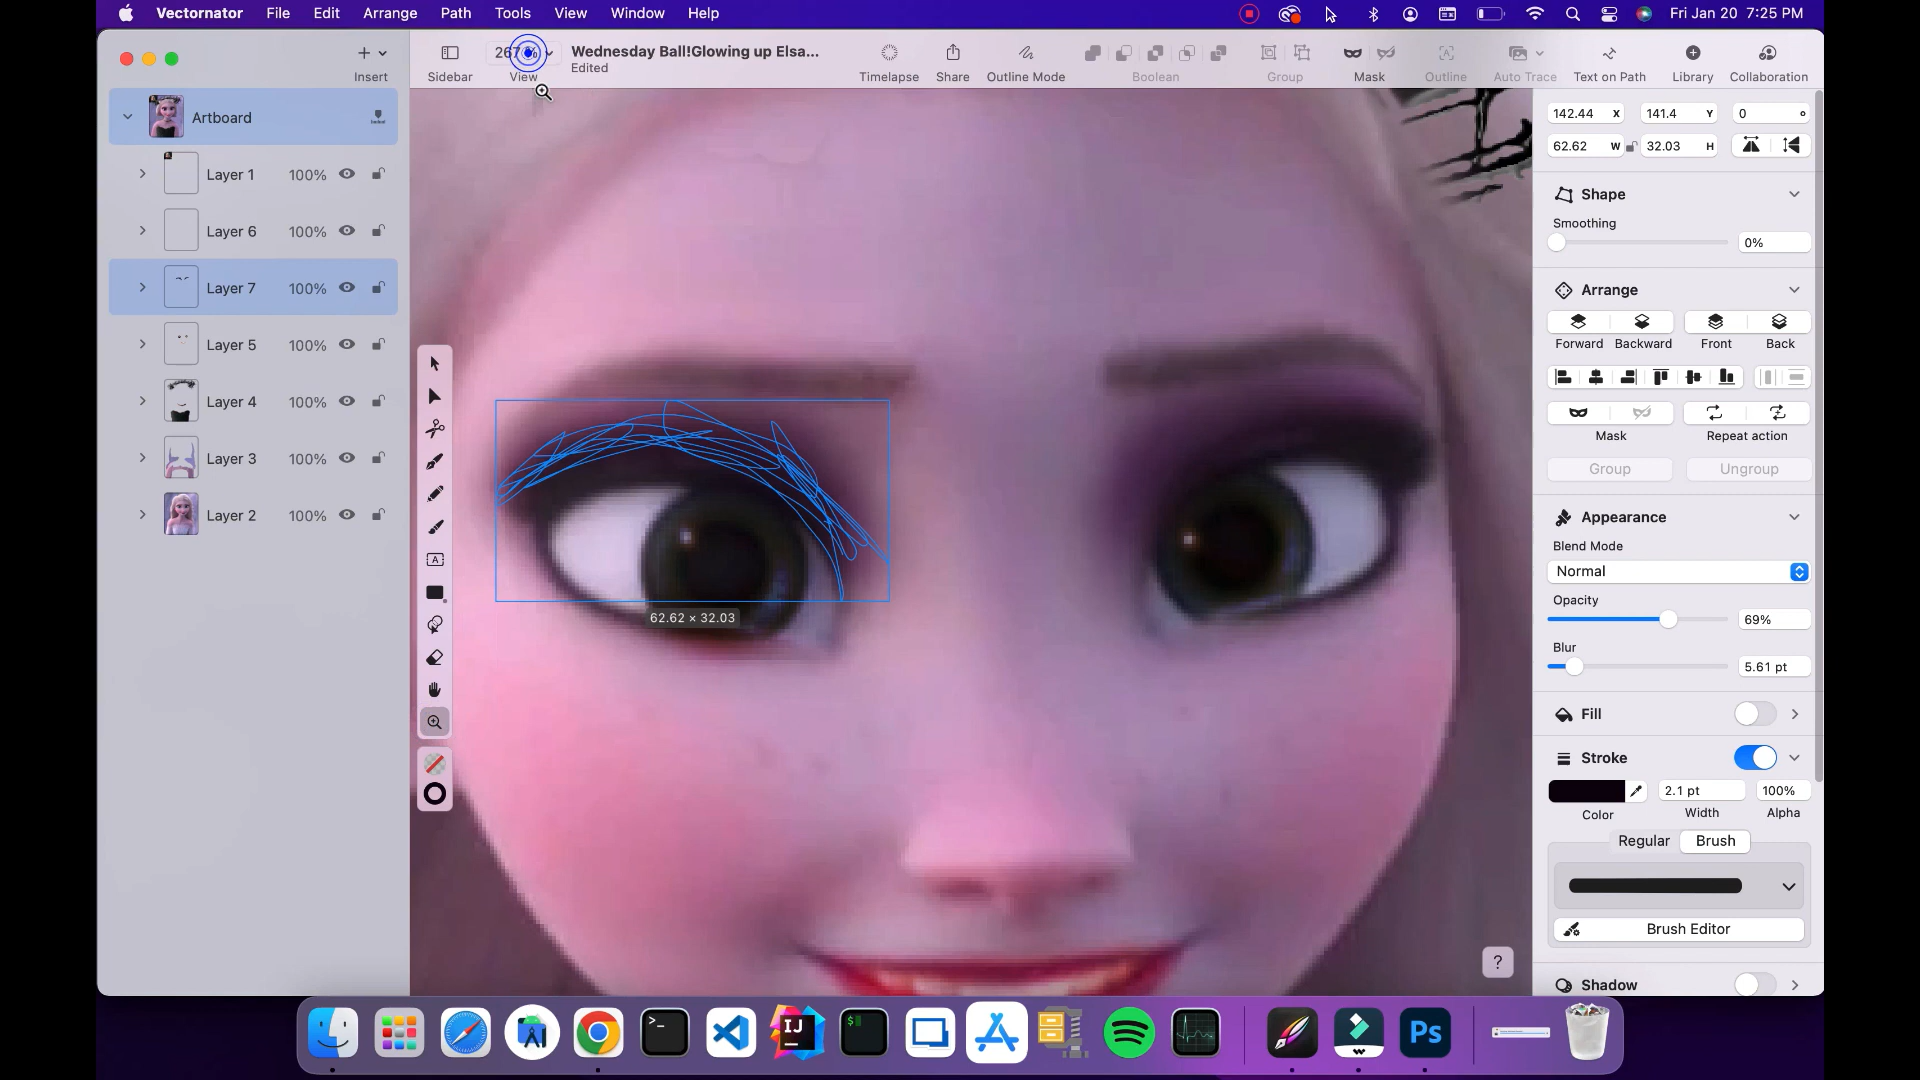 Vectornator File Edit Arrange Path Tools View Window Help Fri Jan 20 7:25 PM
Insert
Sidebar
View
Wednesday Ball!Glowing up Elsa...
Edited
Timelapse
Share
Outline Mode
Boolean
Group
Mask
Outline
Auto Trace
Text on Path
Library
Collaboration
Artboard
Layer 1 100%
Layer 6 100%
Layer 7 100%
Layer 5 100%
Layer 4 100%
Layer 3 100%
Layer 2 100%
62.62 × 32.03
142.44 X 141.4 Y 0 °
62.62 W 32.03 H
Shape
Smoothing
0%
Arrange
Forward Backward Front Back
Mask Repeat action
Group Ungroup
Appearance
Blend Mode
Normal
Opacity
69%
Blur
5.61 pt
Fill
Stroke
2.1 pt 100%
Color Width Alpha
Regular Brush
Brush Editor
Shadow
?
A
>_
IJ
$
Ps